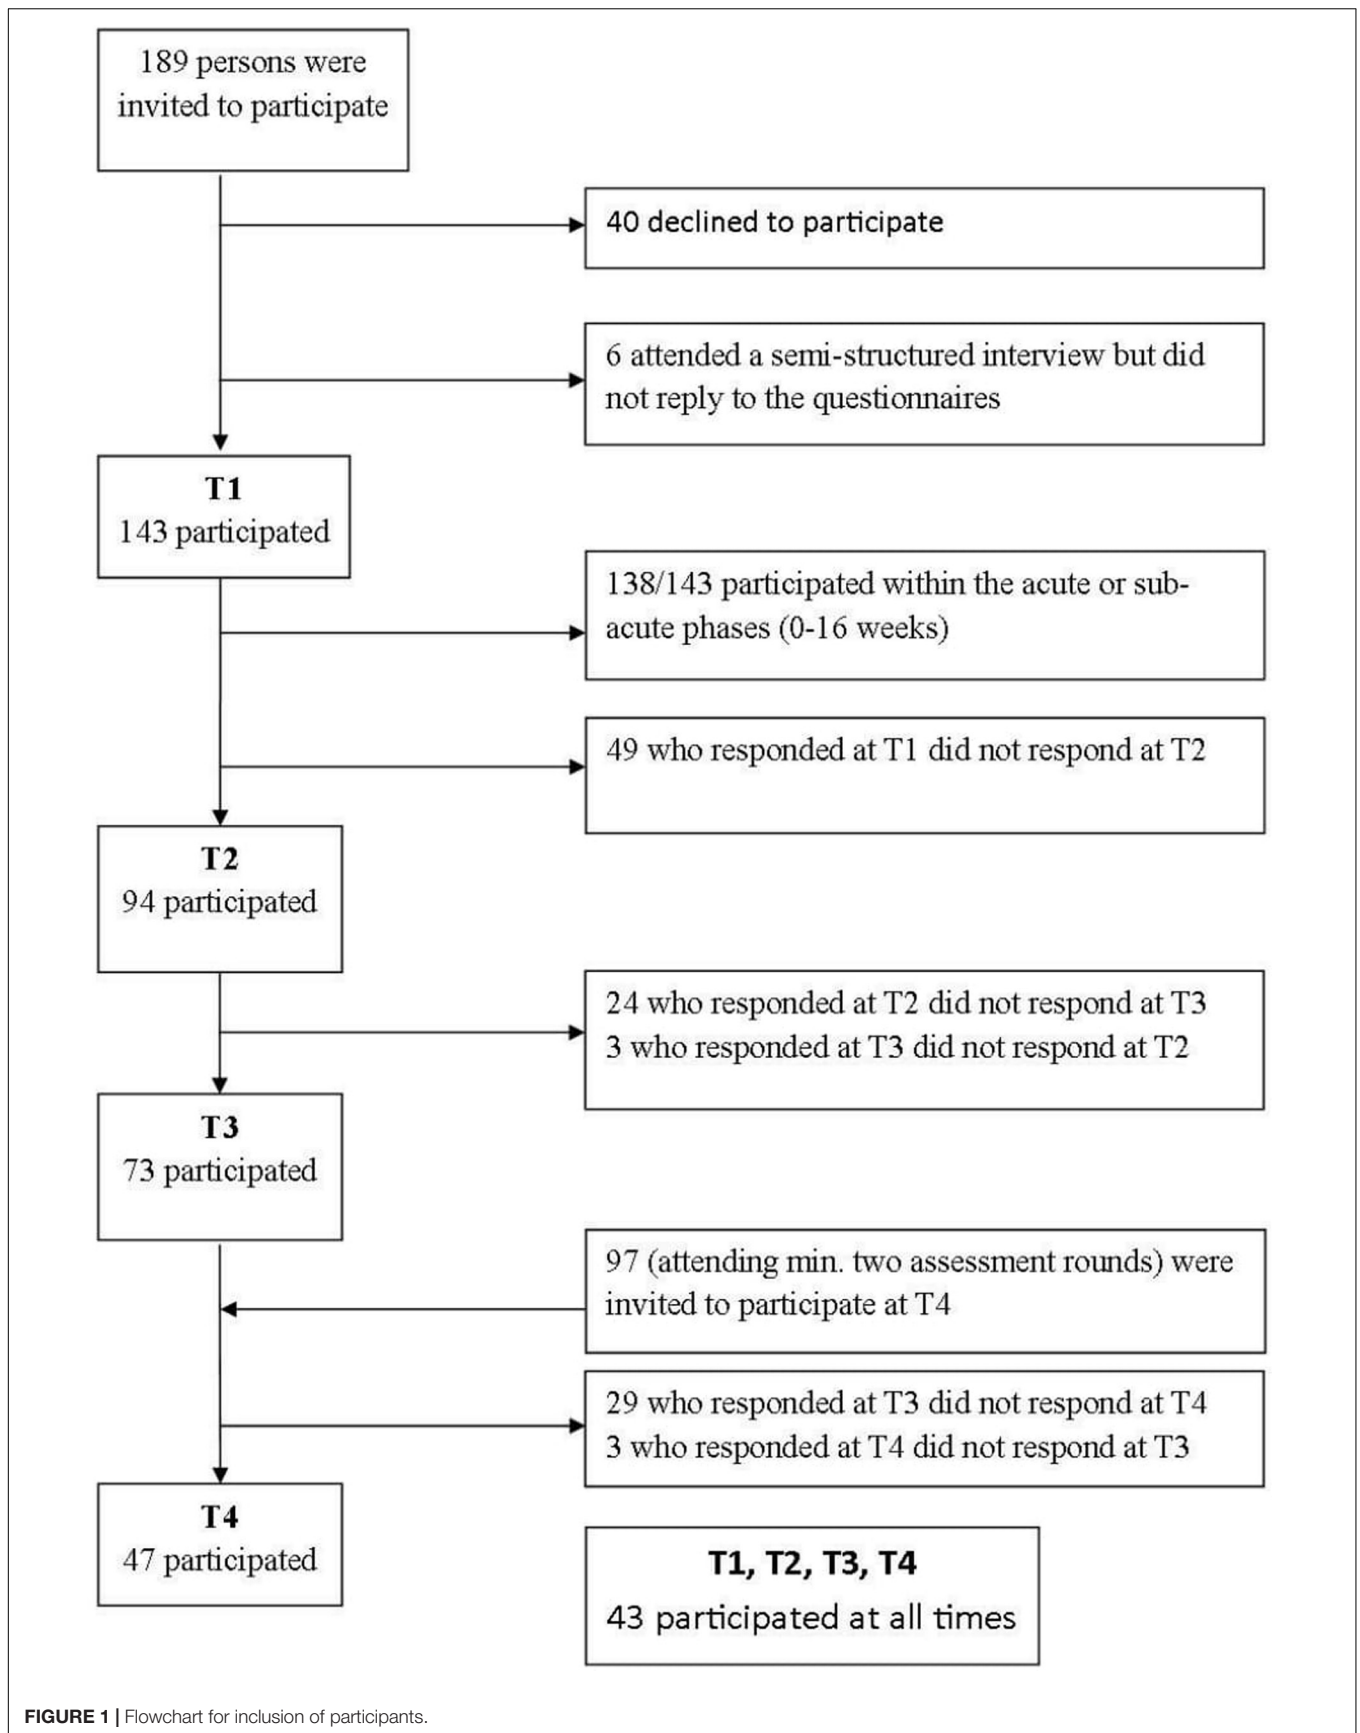 189 persons were
invited to participate
40 declined to participate
6 attended a semi-structured interview but did
not reply to the questionnaires
T1
143 participated
138/143 participated within the acute or sub-
acute phases (0-16 weeks)
49 who responded at T1 did not respond at T2
T2
94 participated
24 who responded at T2 did not respond at T3
3 who responded at T3 did not respond at T2
T3
73 participated
97 (attending min. two assessment rounds) were
invited to participate at T4
29 who responded at T3 did not respond at T4
3 who responded at T4 did not respond at T3
T4
47 participated
T1, T2, T3, T4
43 participated at all times
FIGURE 1 | Flowchart for inclusion of participants.